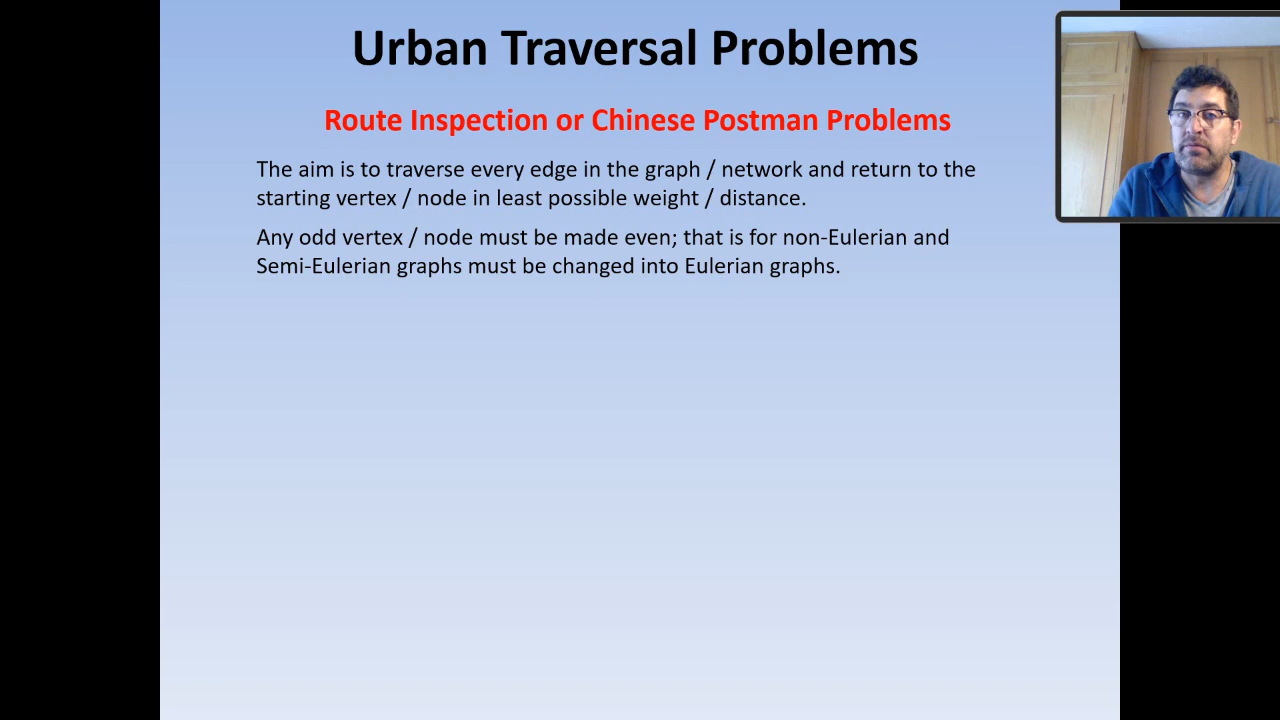 Urban Traversal Problems
Route Inspection or Chinese Postman Problems
The aim is to traverse every edge in the graph / network and return to the
starting vertex / node in least possible weight / distance.
Any odd vertex / node must be made even; that is for non-Eulerian and
Semi-Eulerian graphs must be changed into Eulerian graphs.